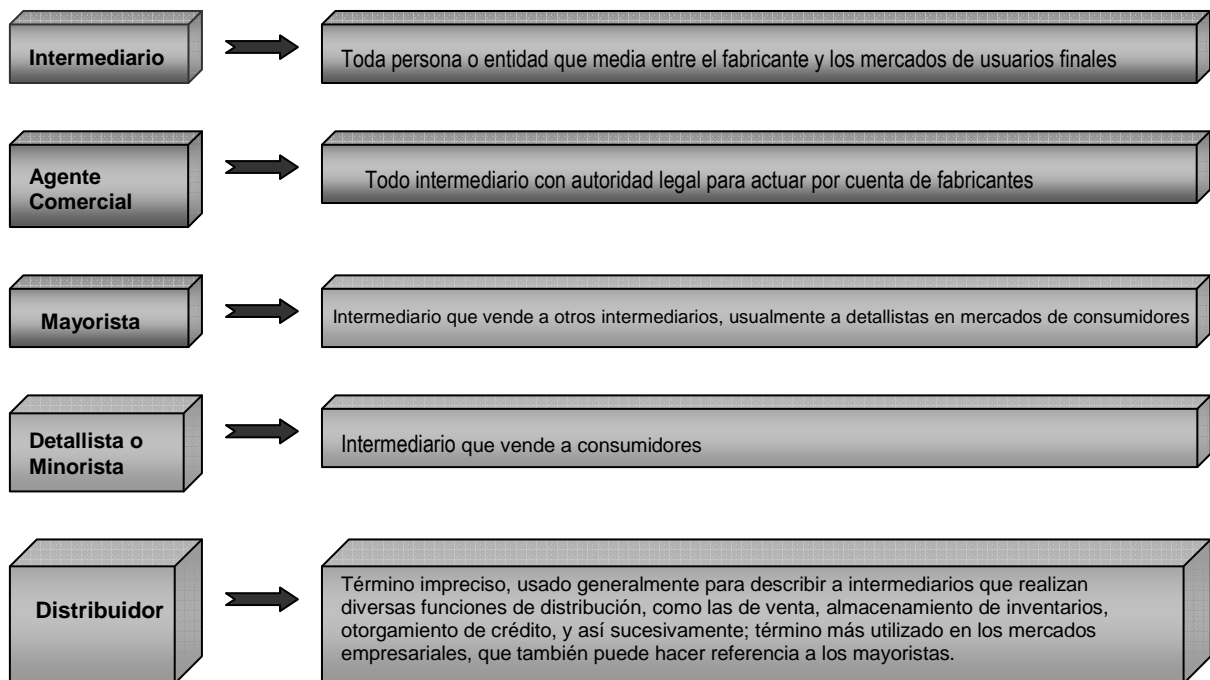 Intermediario
Toda persona o entidad que media entre el fabricante y los mercados de usuarios finales
Agente
Comercial
Todo intermediario con autoridad legal para actuar por cuenta de fabricantes
Mayorista
Intermediario que vende a otros intermediarios, usualmente a detallistas en mercados de consumidores
Detallista o
Minorista
Intermediario que vende a consumidores
Distribuidor
Término impreciso, usado generalmente para describir a intermediarios que realizan
diversas funciones de distribución, como las de venta, almacenamiento de inventarios,
otorgamiento de crédito, y así sucesivamente; término más utilizado en los mercados
empresariales, que también puede hacer referencia a los mayoristas.